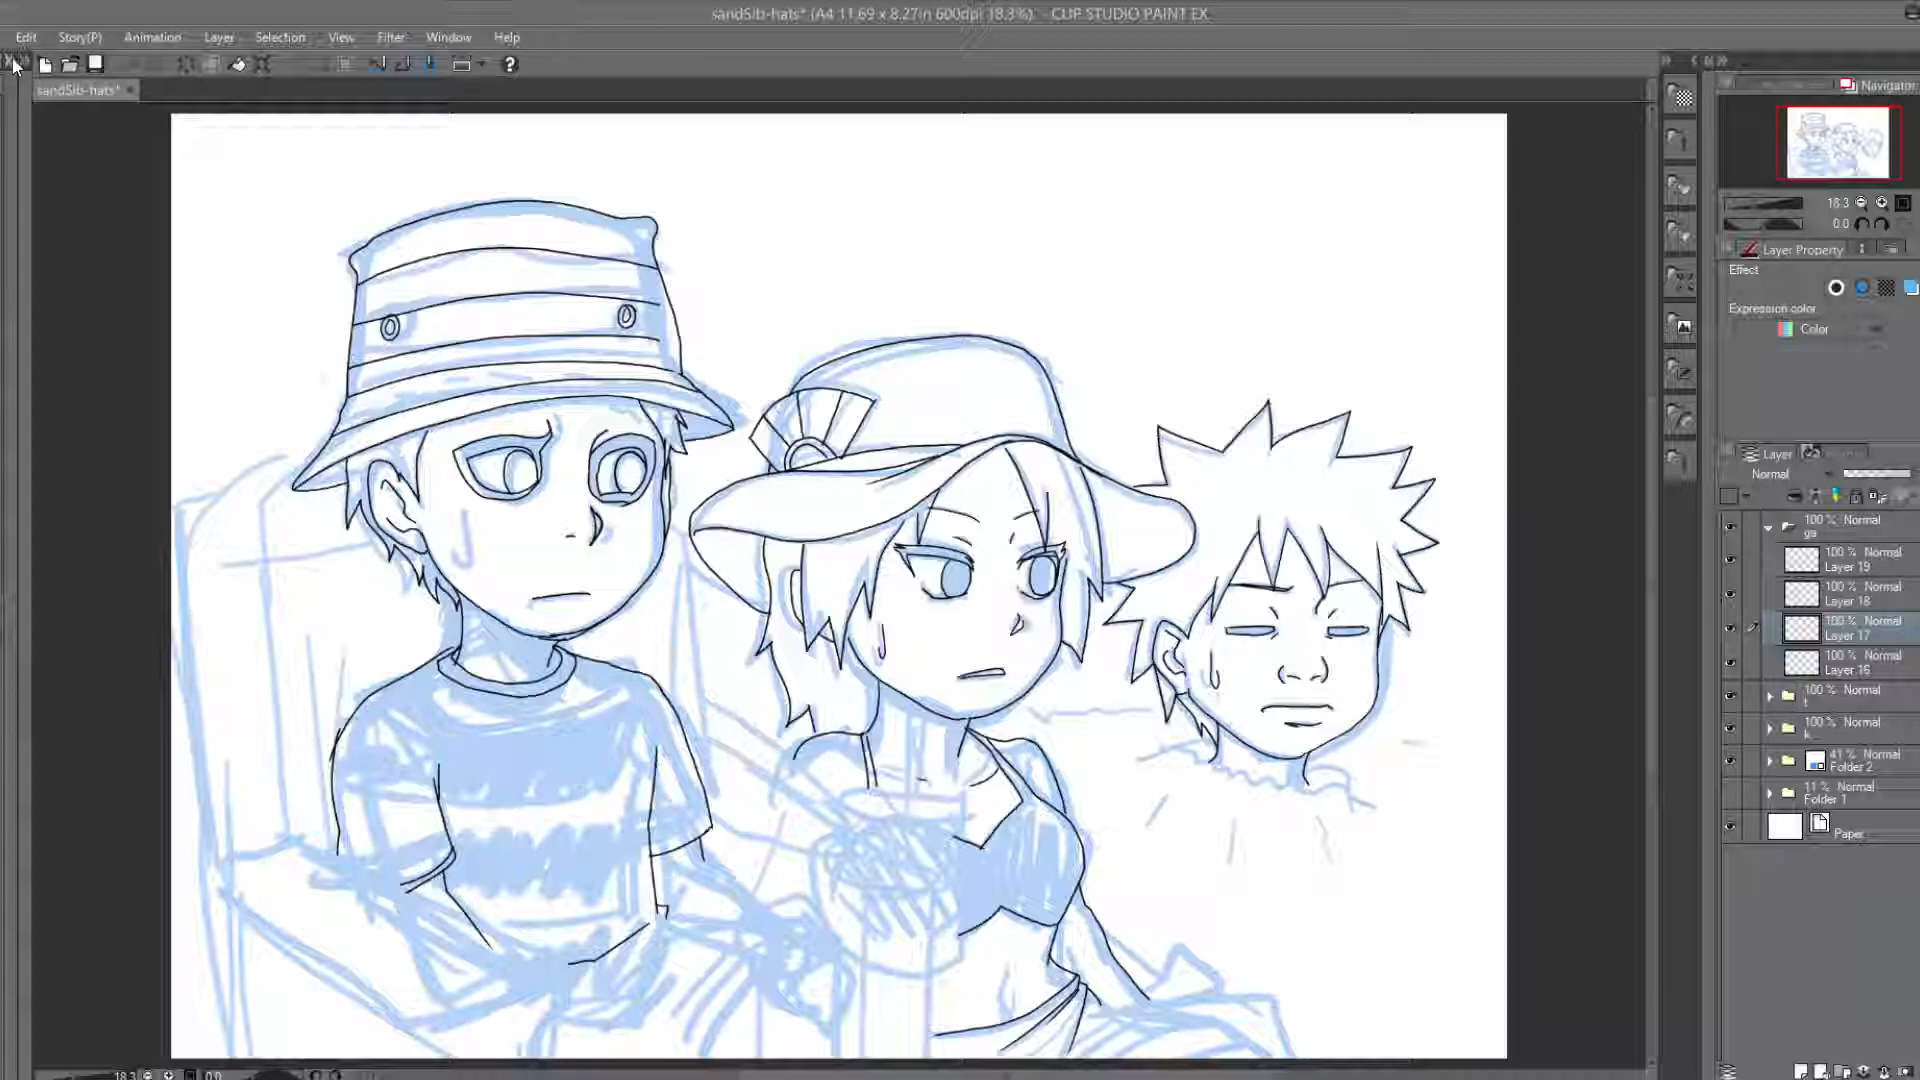 sandSib-hats* (A4 11.69 x 8.27in 600dpi 18.3%) - CLIP STUDIO PAINT EX
Edit Story(P) Animation Layer Selection View Filter Window Help
sandSib-hats*
Navigator
18.3
0.0
Layer Property
Effect
Expression color
Color
Layer
Normal
100 % Normal
ga
100 % Normal
Layer 19
100 % Normal
Layer 18
100 % Normal
Layer 17
100 % Normal
Layer 16
100 % Normal
t
100 % Normal
k
41 % Normal
Folder 2
11 % Normal
Folder 1
Paper
18.3 0.0